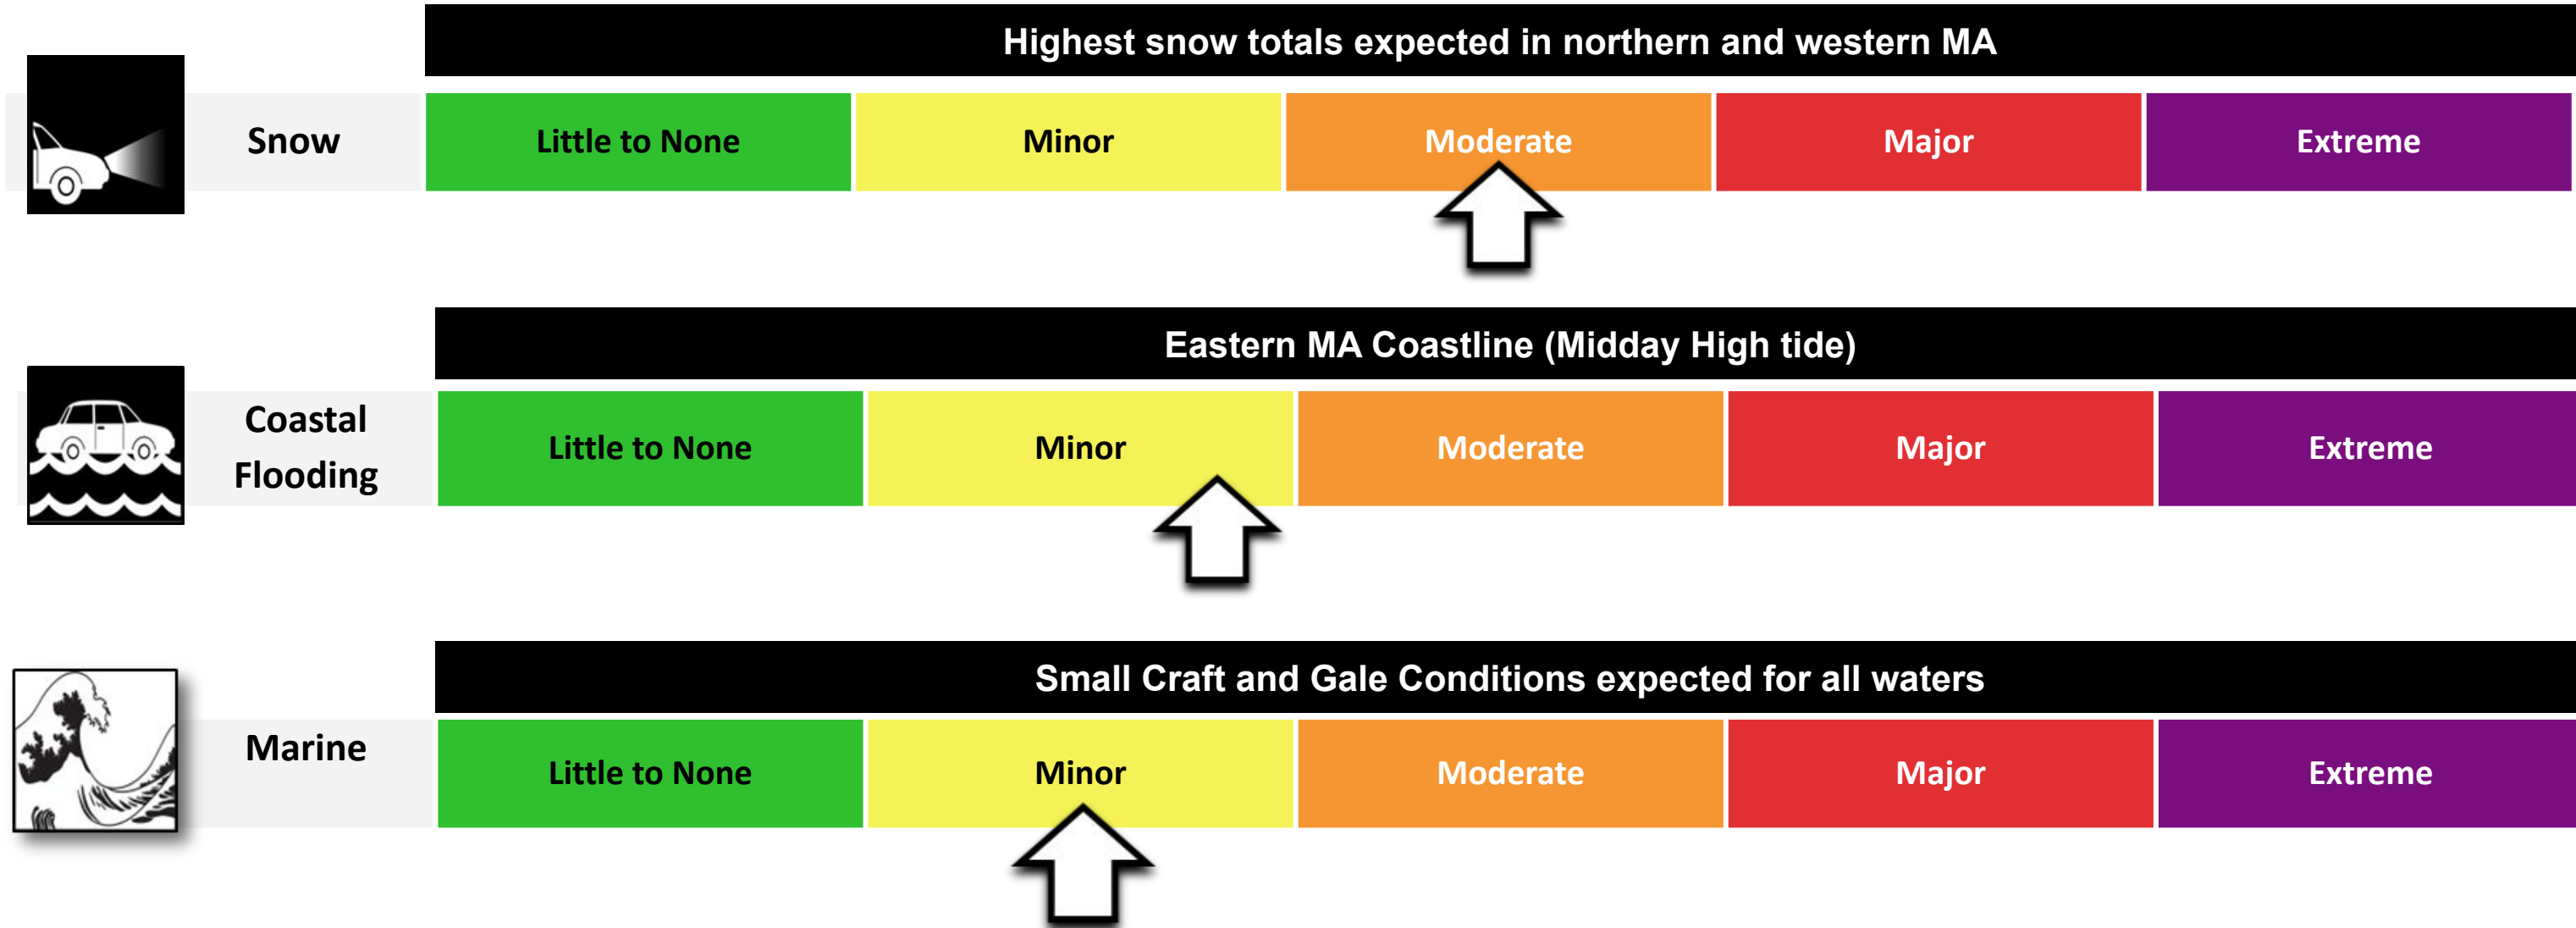 Highest snow totals expected in northern and western MA
Snow
Little to None
Minor
Moderate
Major
Extreme
Eastern MA Coastline (Midday High tide)
Coastal
Flooding
Little to None
Minor
Moderate
Major
Extreme
Small Craft and Gale Conditions expected for all waters
Marine
Little to None
Minor
Moderate
Major
Extreme